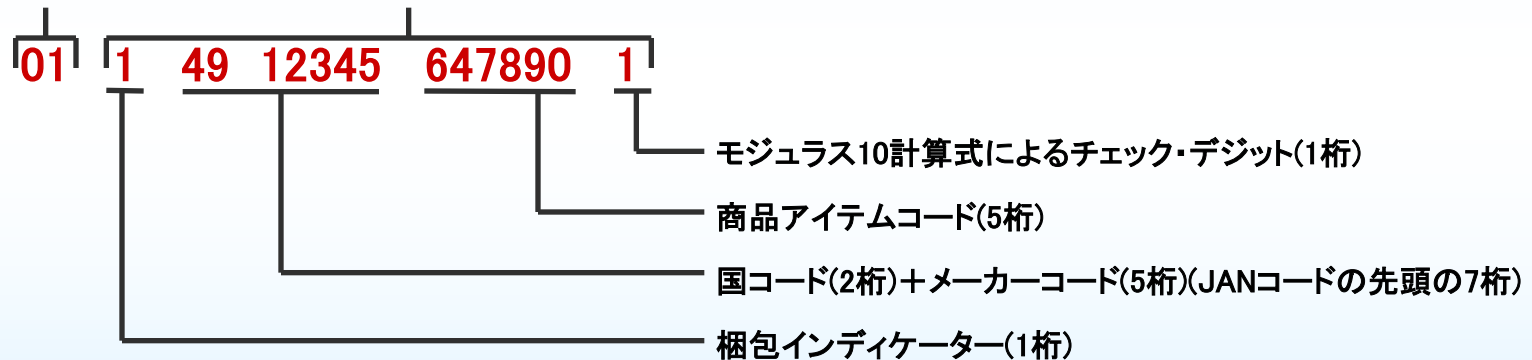 01 1 49 12345 647890 1
モジュラス10計算式によるチェック・デジット(1桁)
商品アイテムコード(5桁)
国コード(2桁)＋メーカーコード(5桁)(JANコードの先頭の7桁)
梱包インディケーター(1桁)